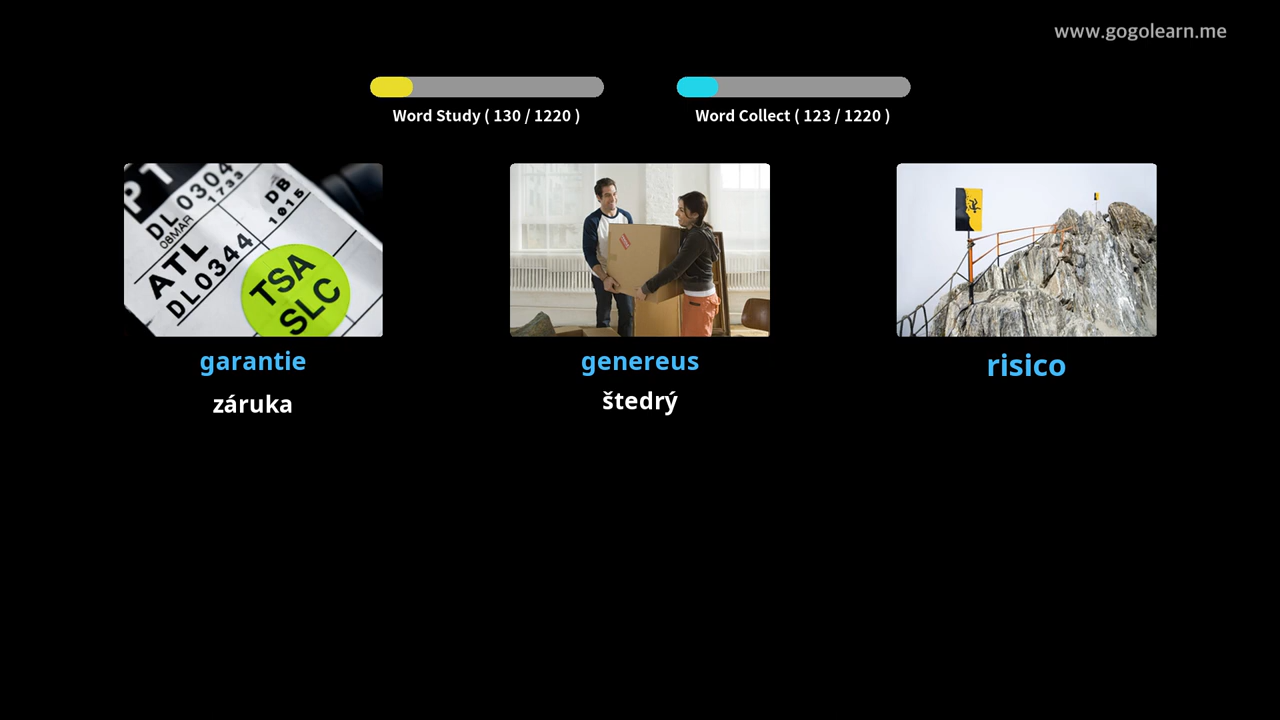 www.gogolearn.me
Word Study ( 130 / 1220 )
Word Collect ( 123 / 1220 )
PT
DL 0304
1733
08MAR
DB
1015
ATL
DL0344
TSA
SLC
garantie
genereus
risico
záruka
štedrý